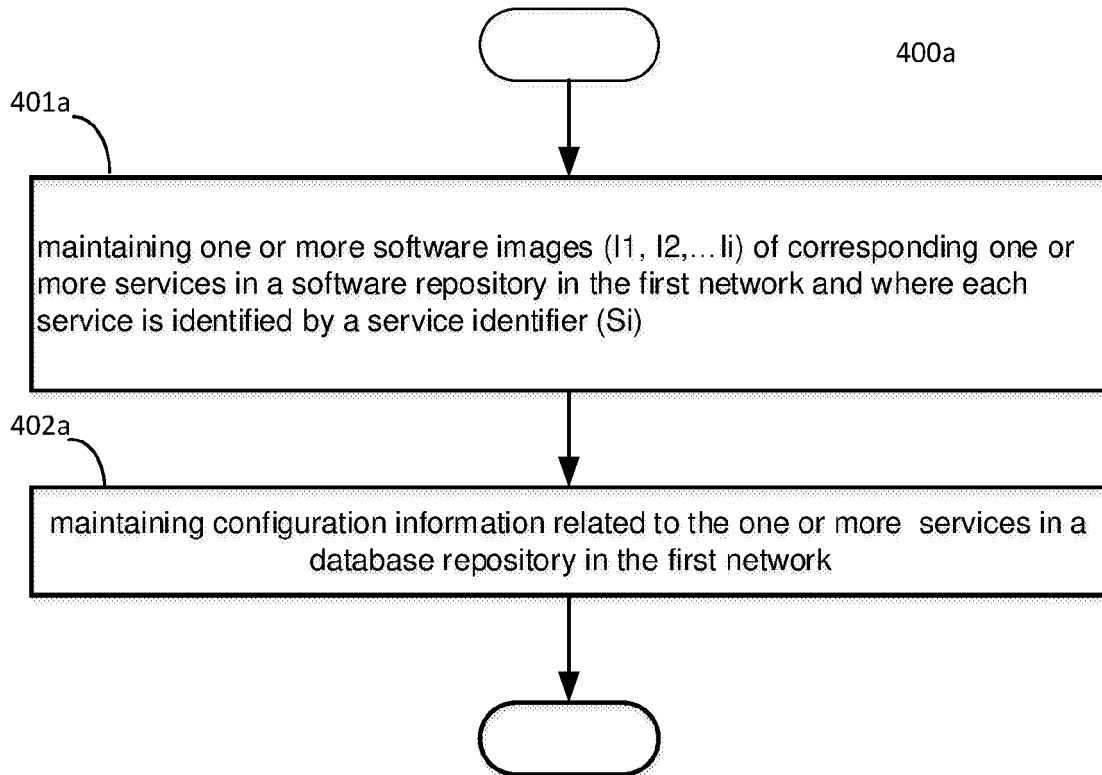 400a
401a
maintaining one or more software images (I1, I2,... Ii) of corresponding one or
more services in a software repository in the first network and where each
service is identified by a service identifier (Si)
402a
maintaining configuration information related to the one or more services in a
database repository in the first network